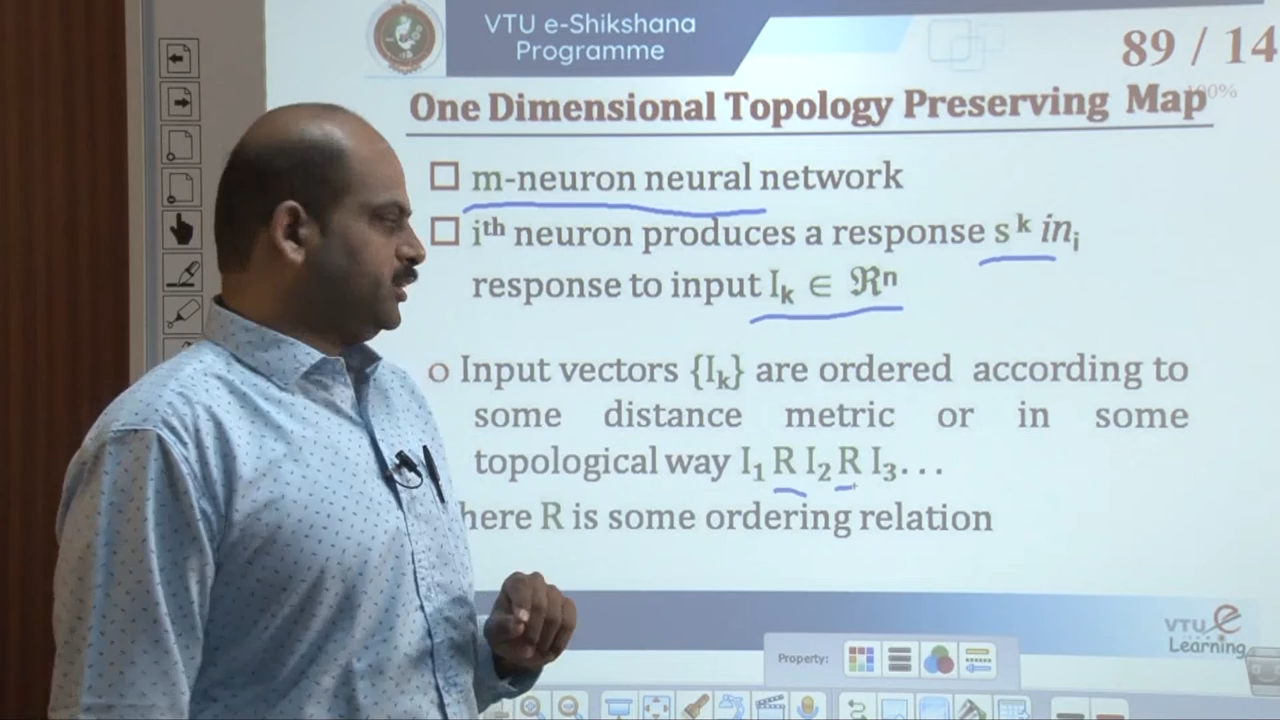 VTU e-Shikshana
Programme
89 / 14
100%
One Dimensional Topology Preserving Map
m-neuron neural network
iᵗʰ neuron produces a response s ᵏ inᵢ
response to input Iₖ ∈ ℜⁿ
o Input vectors {Iₖ} are ordered according to
some distance metric or in some
topological way I₁ R I₂ R I₃...
here R is some ordering relation
VTU e
Learning
Property: